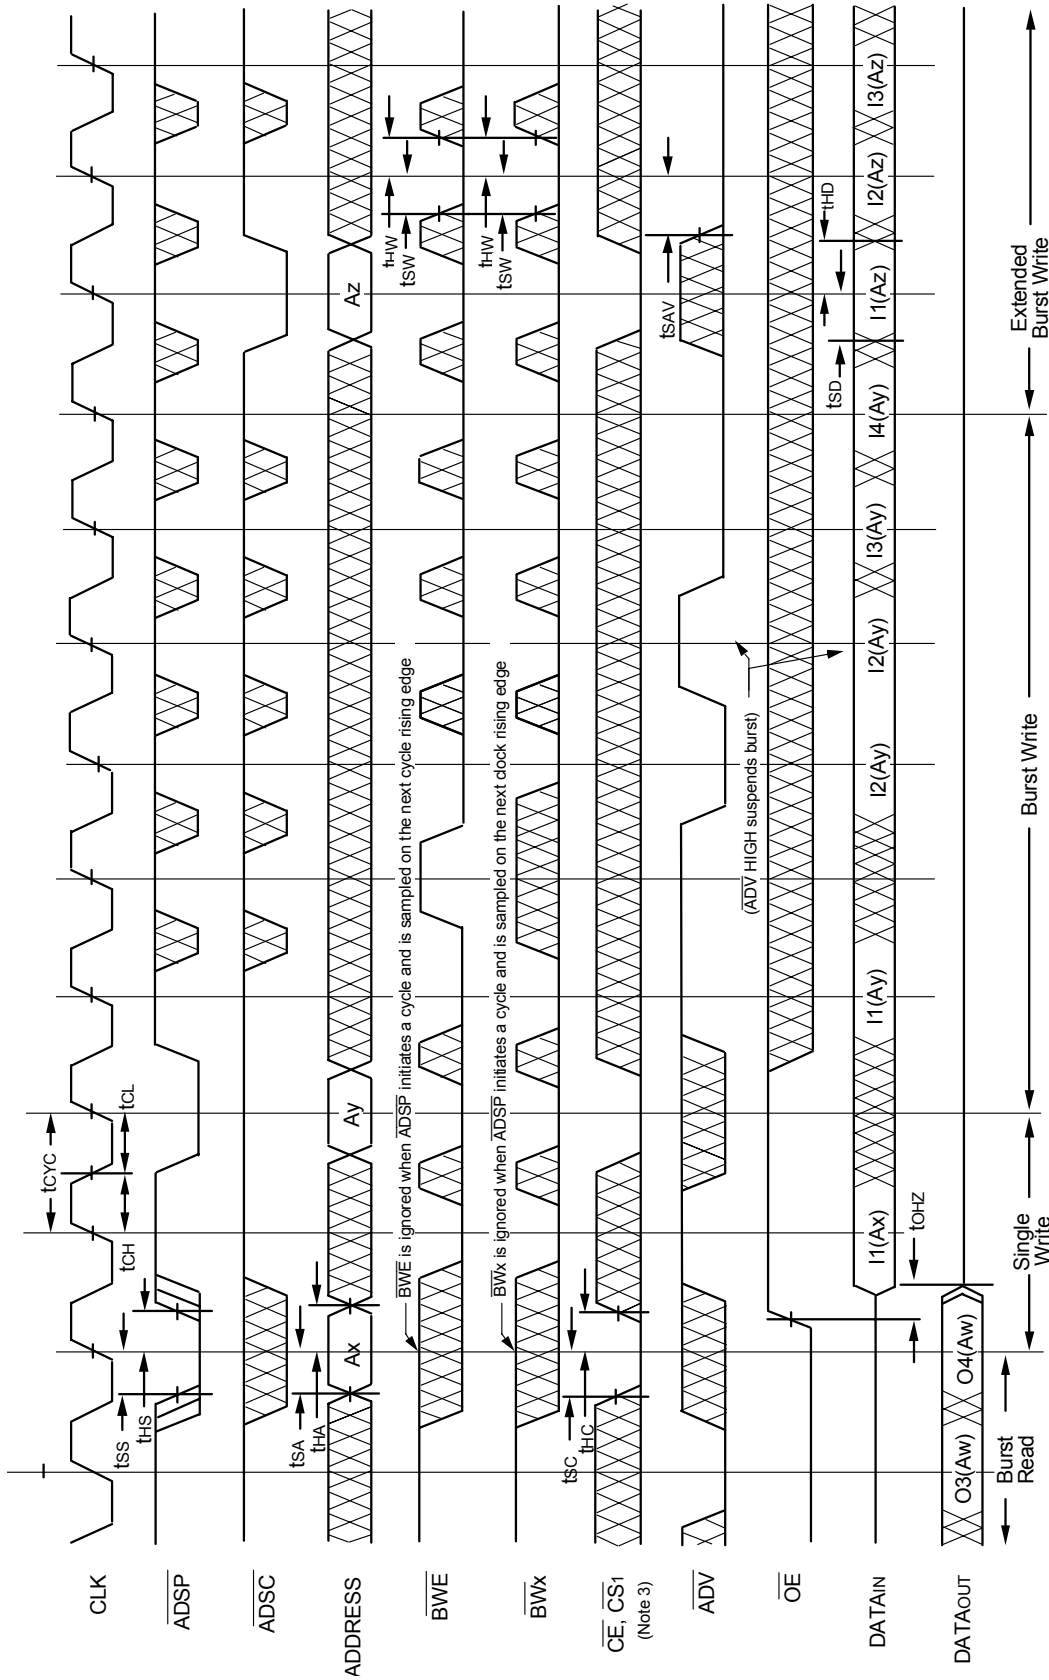 CLK
tCYC
tCH
tCL
ADSP
tSS
tHS
ADSC
ADDRESS
tSA
tHA
Ax
Ay
Az
BWE
BWE is ignored when ADSP initiates a cycle and is sampled on the next cycle rising edge
tHW
tSW
BWx
BWx is ignored when ADSP initiates a cycle and is sampled on the next dock rising edge
tHW
tSW
CE, CS1
(Note 3)
tSC
tHC
ADV
tSAV
(ADV HIGH suspends burst)
OE
DATAIN
I1(Ax)
I1(Ay)
I2(Ay)
I2(Ay)
I3(Ay)
I4(Ay)
I1(Az)
I2(Az)
I3(Az)
tSD
tHD
tOHZ
DATAOUT
O3(Aw)
O4(Aw)
Burst
Read
Single
Write
Burst Write
Extended
Burst Write